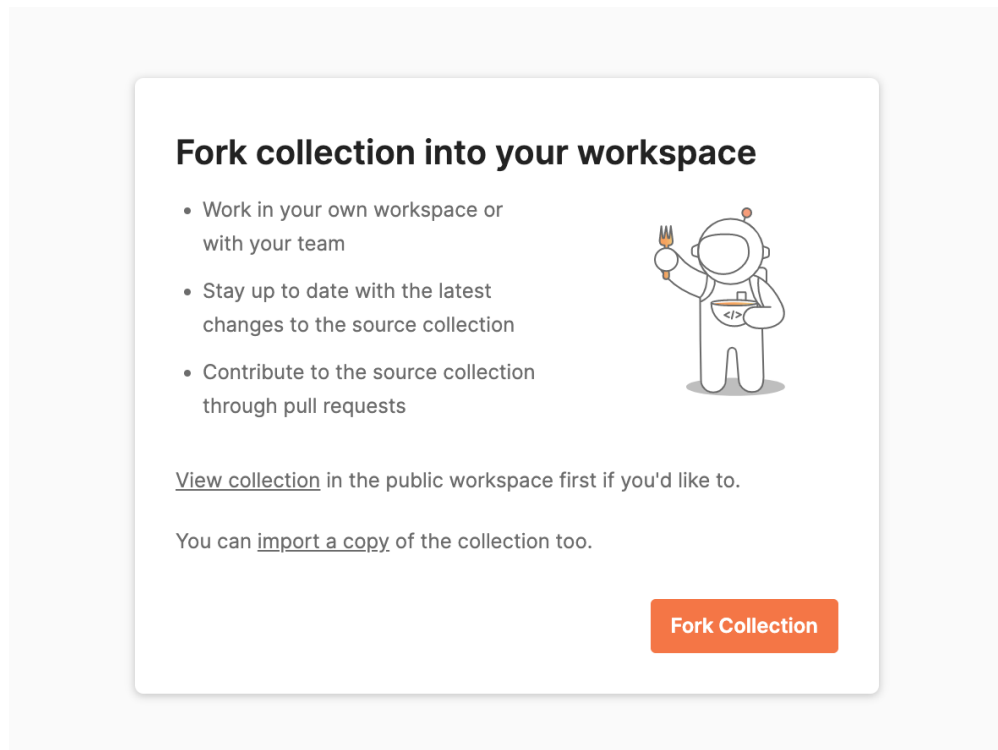 Fork collection into your workspace
• Work in your own workspace or
with your team
• Stay up to date with the latest
changes to the source collection
• Contribute to the source collection
through pull requests
</>
View collection in the public workspace first if you'd like to.
You can import a copy of the collection too.
Fork Collection